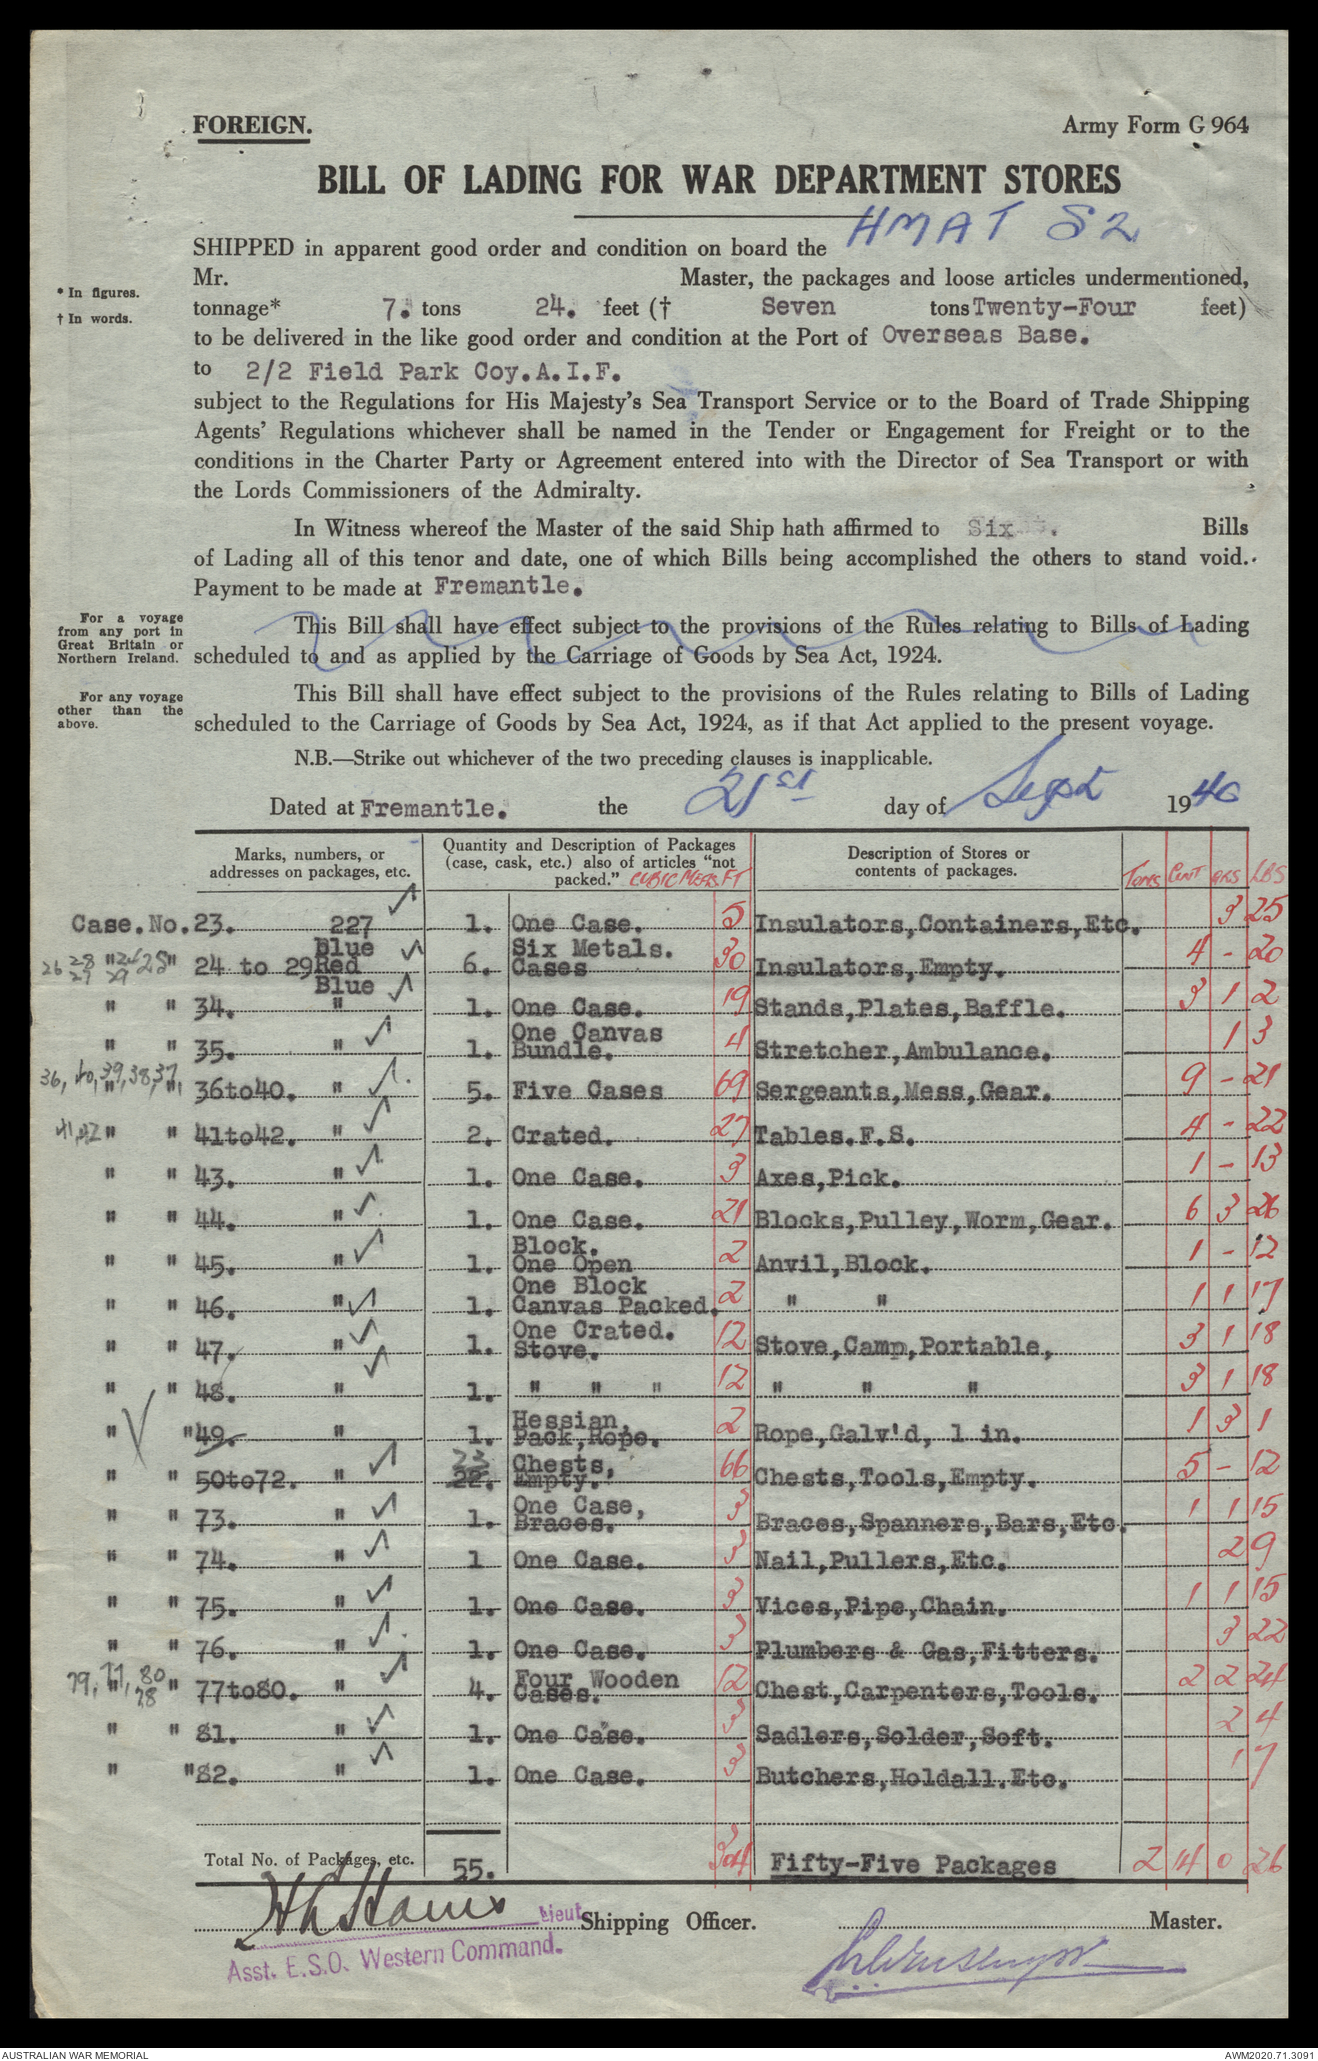 FOREIGN.
Army Form G 964
BILL OF LADING FOR WAR DEPARTMENT STORES
SHIPPED in apparent good order and condition on board the HMAT S2
Mr. Master, the packages and loose articles undermentioned,
* In figures.
tonnage* 7. tons 24. feet († Seven tons Twenty-Four feet)
† In words.
to be delivered in the like good order and condition at the Port of Overseas Base.
to 2/2 Field Park Coy.A.I.F.
subject to the Regulations for His Majesty's Sea Transport Service or to the Board of Trade Shipping
Agents' Regulations whichever shall be named in the Tender or Engagement for Freight or to the
conditions in the Charter Party or Agreement entered into with the Director of Sea Transport or with
the Lords Commissioners of the Admiralty.
In Witness whereof the Master of the said Ship hath affirmed to Six . Bills
of Lading all of this tenor and date, one of which Bills being accomplished the others to stand void.
Payment to be made at Fremantle.
For a voyage from any port in Great Britain or Northern Ireland.
This Bill shall have effect subject to the provisions of the Rules relating to Bills of Lading
scheduled to and as applied by the Carriage of Goods by Sea Act, 1924.
For any voyage other than the above.
This Bill shall have effect subject to the provisions of the Rules relating to Bills of Lading
scheduled to the Carriage of Goods by Sea Act, 1924, as if that Act applied to the present voyage.
N.B.—Strike out whichever of the two preceding clauses is inapplicable.
Dated at Fremantle. the 21st day of Sept 1940
Marks, numbers, or addresses on packages, etc. Quantity and Description of Packages (case, cask, etc.) also of articles "not packed." CUBIC MEAS. FT Description of Stores or contents of packages. TONS CWT QRS LBS
Case.No.23. 227 1. One Case. 5 Insulators,Containers,Etc. 3 25
26 28 27 29 24 25 " " 24 to 29 Blue Red Blue 6. Six Metals. Cases 30 Insulators,Empty. 4 - 20
" " 34. " 1. One Case. 19 Stands,Plates,Baffle. 3 1 2
" " 35. " 1. One Canvas Bundle. 4 Stretcher,Ambulance. 1 3
36, 40, 39, 38, 37, " " 36to40. " 5. Five Cases 69 Sergeants,Mess,Gear. 9 - 21
41,42 " " 41to42. " 2. Crated. 27 Tables.F.S. 4 - 22
" " 43. " 1. One Case. 3 Axes,Pick. 1 - 13
" " 44. " 1. One Case. 21 Blocks,Pulley,Worm,Gear. 6 3 26
" " 45. " 1. Block. One Open 2 Anvil,Block. 1 - 12
" " 46. " 1. One Block Canvas Packed. 2 " " 1 1 17
" " 47. " 1. One Crated. Stove. 12 Stove,Camp,Portable, 3 1 18
" " 48. " 1. " " " 12 " " " 3 1 18
" " 49. " 1. Hessian, Pack,Rope. 2 Rope,Galv'd, 1 in. 1 3 1
" " 50to72. " 23 22. Chests, Empty. 66 Chests,Tools,Empty. 5 - 12
" " 73. " 1. One Case, Braces. 3 Braces,Spanners,Bars,Etc. 1 1 15
" " 74. " 1 One Case. 3 Nail,Pullers,Etc. 2 9
" " 75. " 1. One Case. 3 Vices,Pipe,Chain. 1 1 15
" " 76. " 1. One Case. 3 Plumbers & Gas,Fitters. 3 22
79, 77, 80 78 " " 77to80. " 4. Four Wooden Cases. 12 Chest,Carpenters,Tools. 2 2 24
" " 81. " 1. One Case. 3 Sadlers,Solder,Soft. 2 4
" " 82. " 1. One Case. 3 Butchers,Holdall.Etc. 1 7
Total No. of Packages, etc. 55. 304 Fifty-Five Packages 2 14 0 26
Lieut Shipping Officer. Master.
Asst. E.S.O. Western Command.
AUSTRALIAN WAR MEMORIAL
AWM2020.71.3091